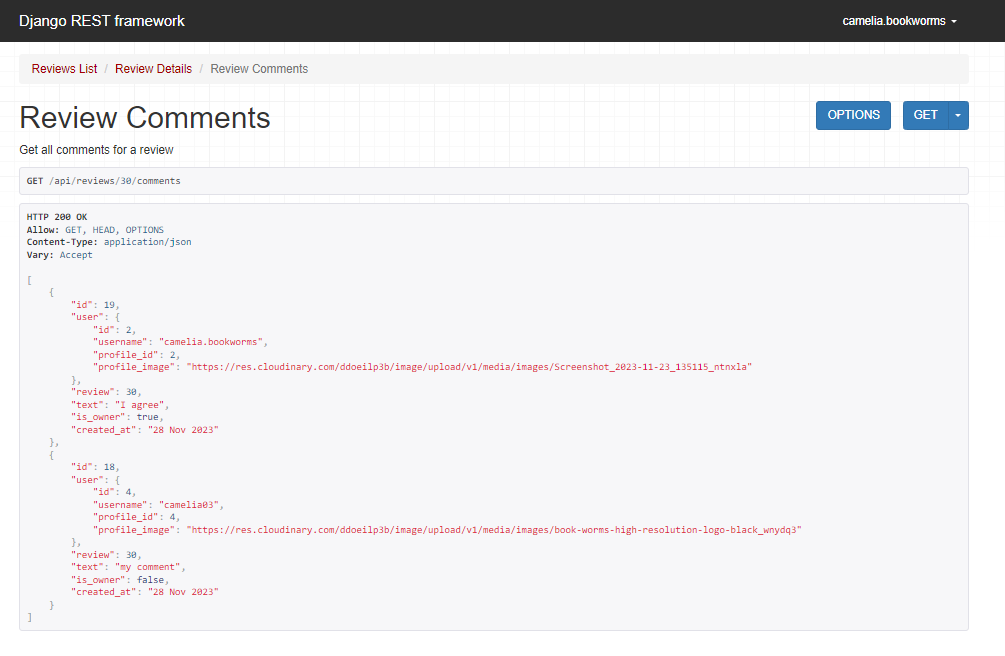 Django REST framework
camelia.bookworms
Reviews List / Review Details / Review Comments
Review Comments
OPTIONS
GET
Get all comments for a review
GET /api/reviews/30/comments
HTTP 200 OK
Allow: GET, HEAD, OPTIONS
Content-Type: application/json
Vary: Accept
[
    {
        "id": 19,
        "user": {
            "id": 2,
            "username": "camelia.bookworms",
            "profile_id": 2,
            "profile_image": "https://res.cloudinary.com/ddoeilp3b/image/upload/v1/media/images/Screenshot_2023-11-23_135115_ntnxla"
        },
        "review": 30,
        "text": "I agree",
        "is_owner": true,
        "created_at": "28 Nov 2023"
    },
    {
        "id": 18,
        "user": {
            "id": 4,
            "username": "camelia03",
            "profile_id": 4,
            "profile_image": "https://res.cloudinary.com/ddoeilp3b/image/upload/v1/media/images/book-worms-high-resolution-logo-black_wnydq3"
        },
        "review": 30,
        "text": "my comment",
        "is_owner": false,
        "created_at": "28 Nov 2023"
    }
]